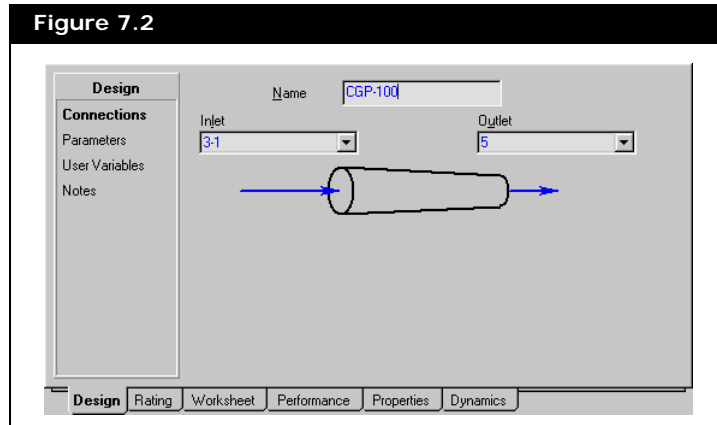 Figure 7.2
Design
Connections
Parameters
User Variables
Notes
Name CGP-100
Inlet
3-1
Outlet
5
Design Rating Worksheet Performance Properties Dynamics